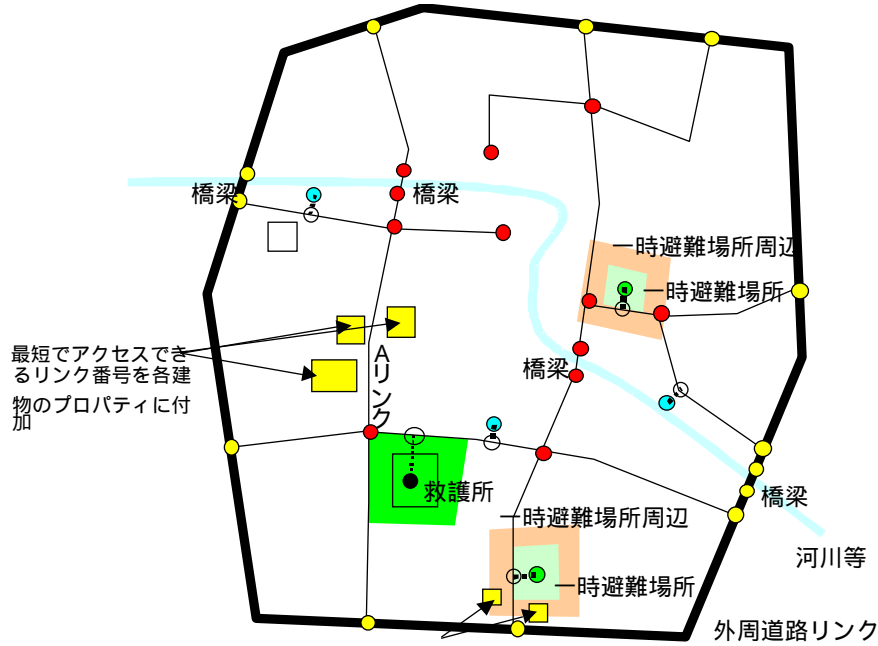 橋梁
橋梁
一時避難場所周辺
一時避難場所
最短でアクセスでき
るリンク番号を各建
物のプロパティに付
加
Aリンク
橋梁
救護所
橋梁
一時避難場所周辺
河川等
一時避難場所
外周道路リンク